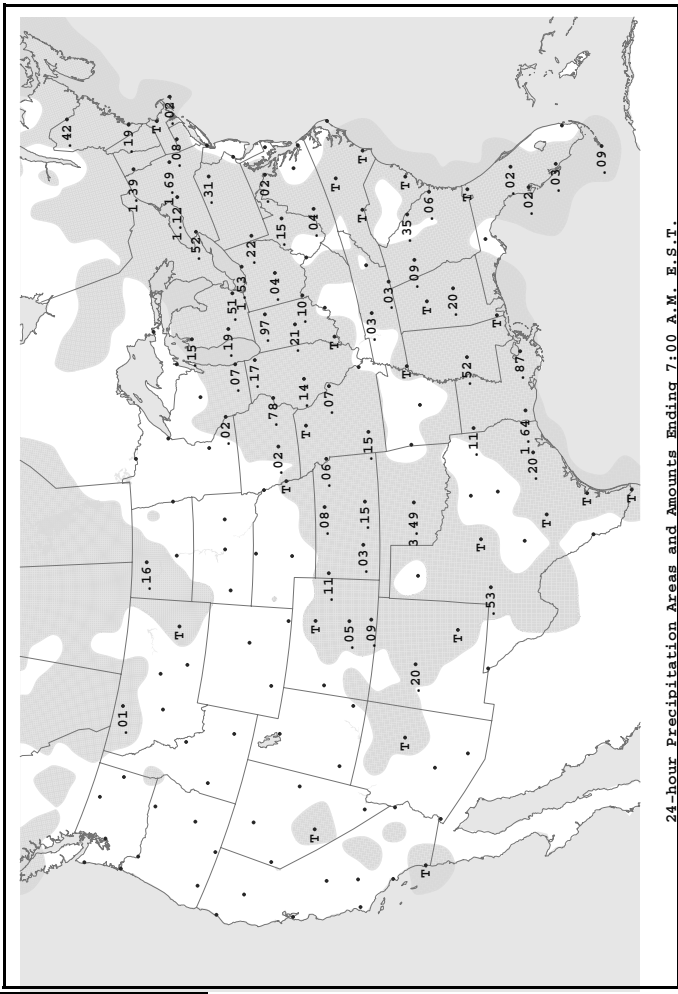 .42
.01
.19
1.39
.16
T
.02
1.69
.08
1.12
T
.15
.52
.31
.02
.19
.51
.07
1.53
.22
.17
.97
.02
.78
.04
.02
.15
T
.21
.10
.14
T
.04
T
T
.08
.06
.11
.07
T
T
.05
T
T
.03
.15
.15
.09
.03
.03
T
T
T
.35
3.49
.09
.20
T
T
.06
.20
T
T
.52
.11
T
.53
T
.02
.87
1.64
.02
.20
T
.03
T
.09
T
24-hour Precipitation Areas and Amounts Ending 7:00 A.M. E.S.T.